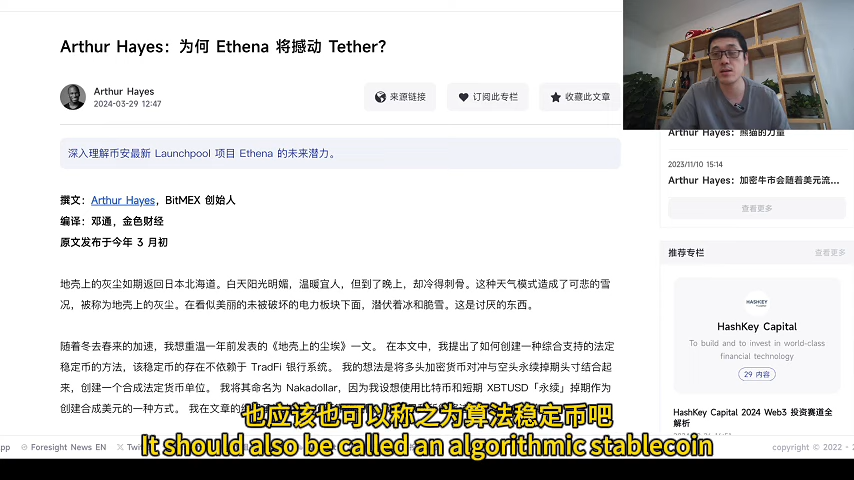 Arthur Hayes：为何 Ethena 将撼动 Tether?
Arthur Hayes
2024-03-29 12:47
来源链接
订阅此专栏
收藏此文章
深入理解币安最新 Launchpool 项目 Ethena 的未来潜力。
撰文：Arthur Hayes，BitMEX 创始人
编译：邓通，金色财经
原文发布于今年 3 月初
地壳上的灰尘如期返回日本北海道。白天阳光明媚，温暖宜人，但到了晚上，却冷得刺骨。这种天气模式造成了可悲的雪
况，被称为地壳上的灰尘。在看似美丽的未被破坏的电力板块下面，潜伏着冰和脆雪。这是讨厌的东西。
随着冬去春来的加速，我想重温一年前发表的《地壳上的尘埃》一文。 在本文中，我提出了如何创建一种综合支持的法定
稳定币的方法，该稳定币的存在不依赖于 TradFi 银行系统。 我的想法是将多头加密货币对冲与空头永续掉期头寸结合起
来，创建一个合成法定货币单位。 我将其命名为 Nakadollar，因为我设想使用比特币和短期 XBTUSD「永续」掉期作为
创建合成美元的一种方式。 我在文章的
Arthur Hayes：熊猫的力量
2023/11/10 15:14
Arthur Hayes：加密牛市会随着美元流...
查看更多
推荐专栏
查看更多
HASHKEY
HashKey Capital
To build and to invest in world-class
financial technology
29 内容
HashKey Capital 2024 Web3 投资赛道全
解析
也应该也可以称之为算法稳定币吧
It should also be called an algorithmic stablecoin
pp
Foresight News EN
copyright © 2022 -